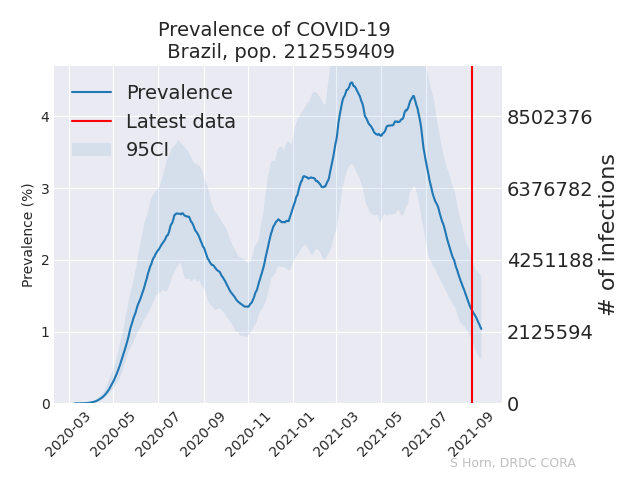 Prevalence of COVID-19
Brazil, pop. 212559409
Prevalence
Latest data
95CI
Prevalence (%)
4
3
2
1
0
8502376
6376782
4251188
2125594
0
# of infections
2020-03
2020-05
2020-07
2020-09
2020-11
2021-01
2021-03
2021-05
2021-07
2021-09
S Horn, DRDC CORA